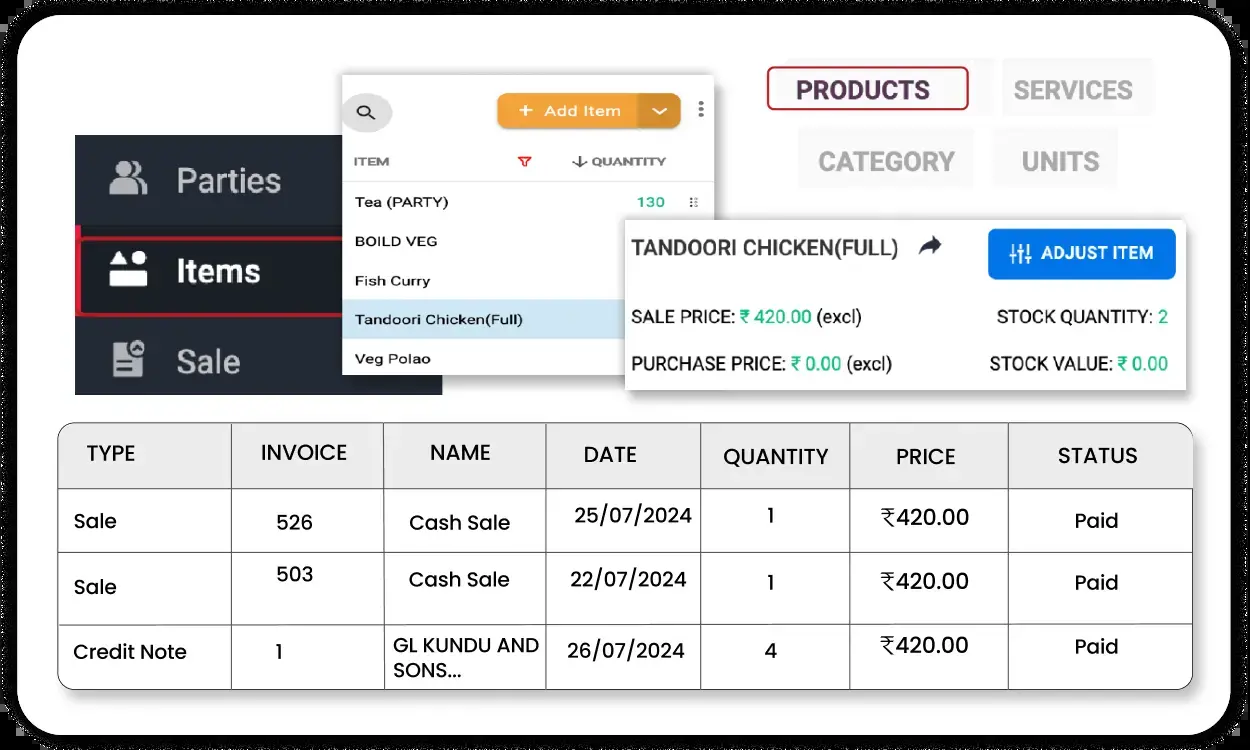 Parties
Items
Sale
+ Add Item
ITEM QUANTITY
Tea (PARTY) 130
BOILD VEG
Fish Curry
Tandoori Chicken(Full)
Veg Polao
PRODUCTS SERVICES
CATEGORY UNITS
TANDOORI CHICKEN(FULL) ADJUST ITEM
SALE PRICE: ₹ 420.00 (excl) STOCK QUANTITY: 2
PURCHASE PRICE: ₹ 0.00 (excl) STOCK VALUE: ₹ 0.00
TYPE INVOICE NAME DATE QUANTITY PRICE STATUS
Sale 526 Cash Sale 25/07/2024 1 ₹420.00 Paid
Sale 503 Cash Sale 22/07/2024 1 ₹420.00 Paid
Credit Note 1 GL KUNDU AND 26/07/2024 4 ₹420.00 Paid
SONS...